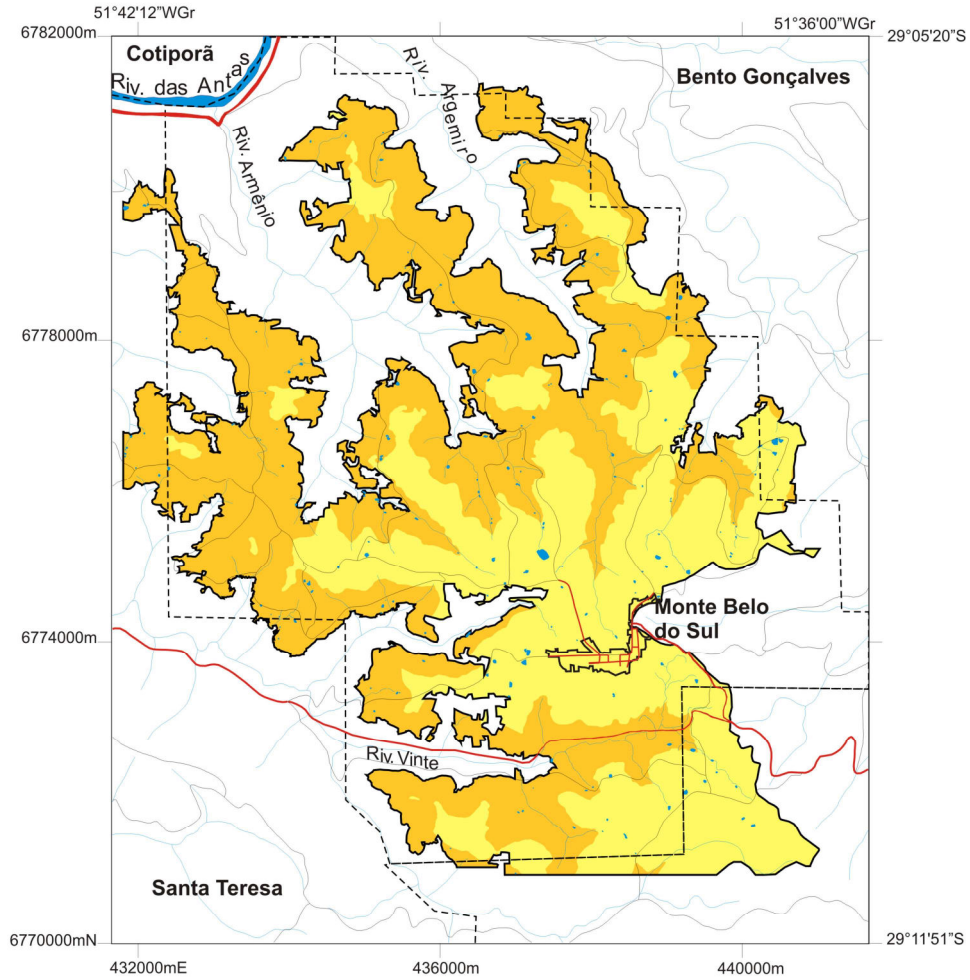 51°42'12"WGr
51°36'00"WGr
6782000m
29°05'20"S
Cotiporã
Riv. das Antas
Riv. Argemiro
Bento Gonçalves
Riv. Armênio
6778000m
Monte Belo
do Sul
6774000m
Riv. Vinte
Santa Teresa
6770000mN
29°11'51"S
432000mE
436000m
440000m